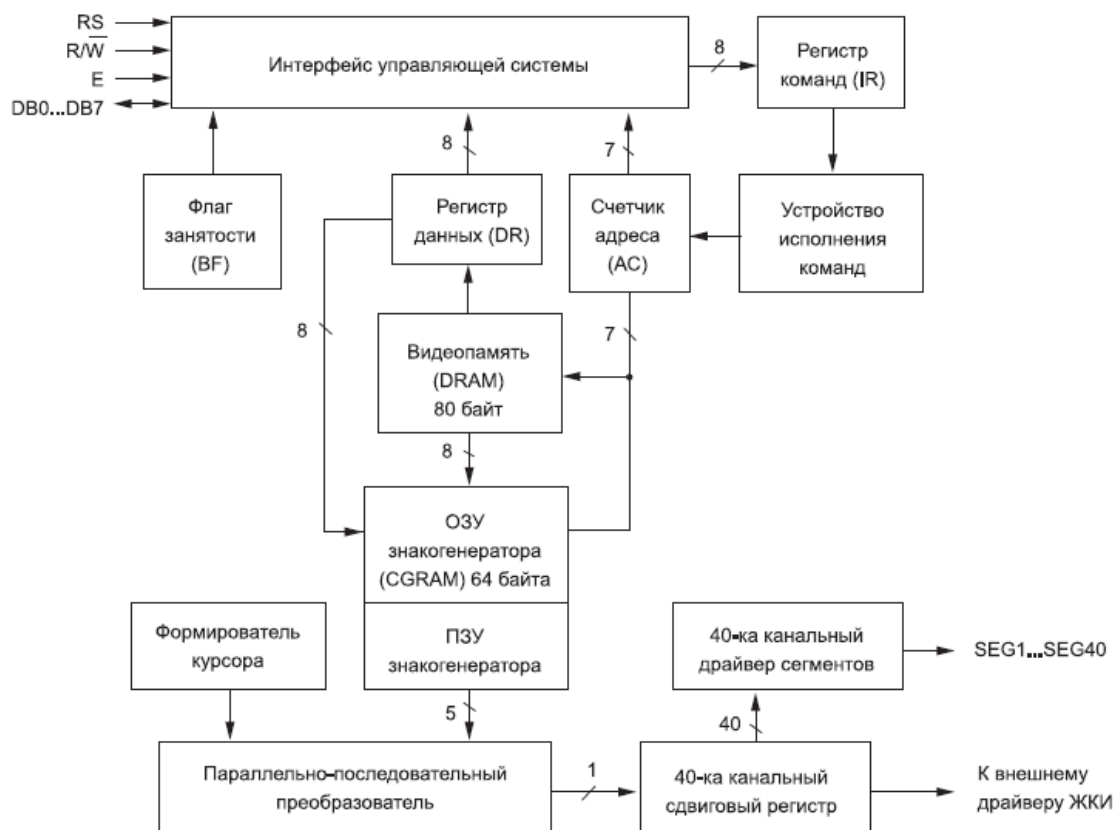 RS
R/W
E
DB0...DB7
Интерфейс управляющей системы
8
Регистр
команд (IR)
8
7
Флаг
занятости
(BF)
Регистр
данных (DR)
Счетчик
адреса
(AC)
Устройство
исполнения
команд
8
7
Видеопамять
(DRAM)
80 байт
8
ОЗУ
знакогенератора
(CGRAM) 64 байта
Формирователь
курсора
ПЗУ
знакогенератора
40-ка канальный
драйвер сегментов
SEG1...SEG40
5
40
Параллельно-последовательный
преобразователь
1
40-ка канальный
сдвиговый регистр
К внешнему
драйверу ЖКИ